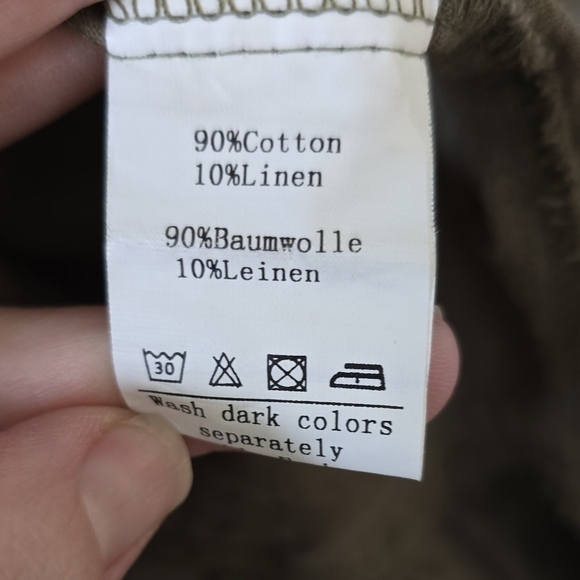 90%Cotton
10%Linen
90%Baumwolle
10%Leinen
30
Wash dark colors
separately